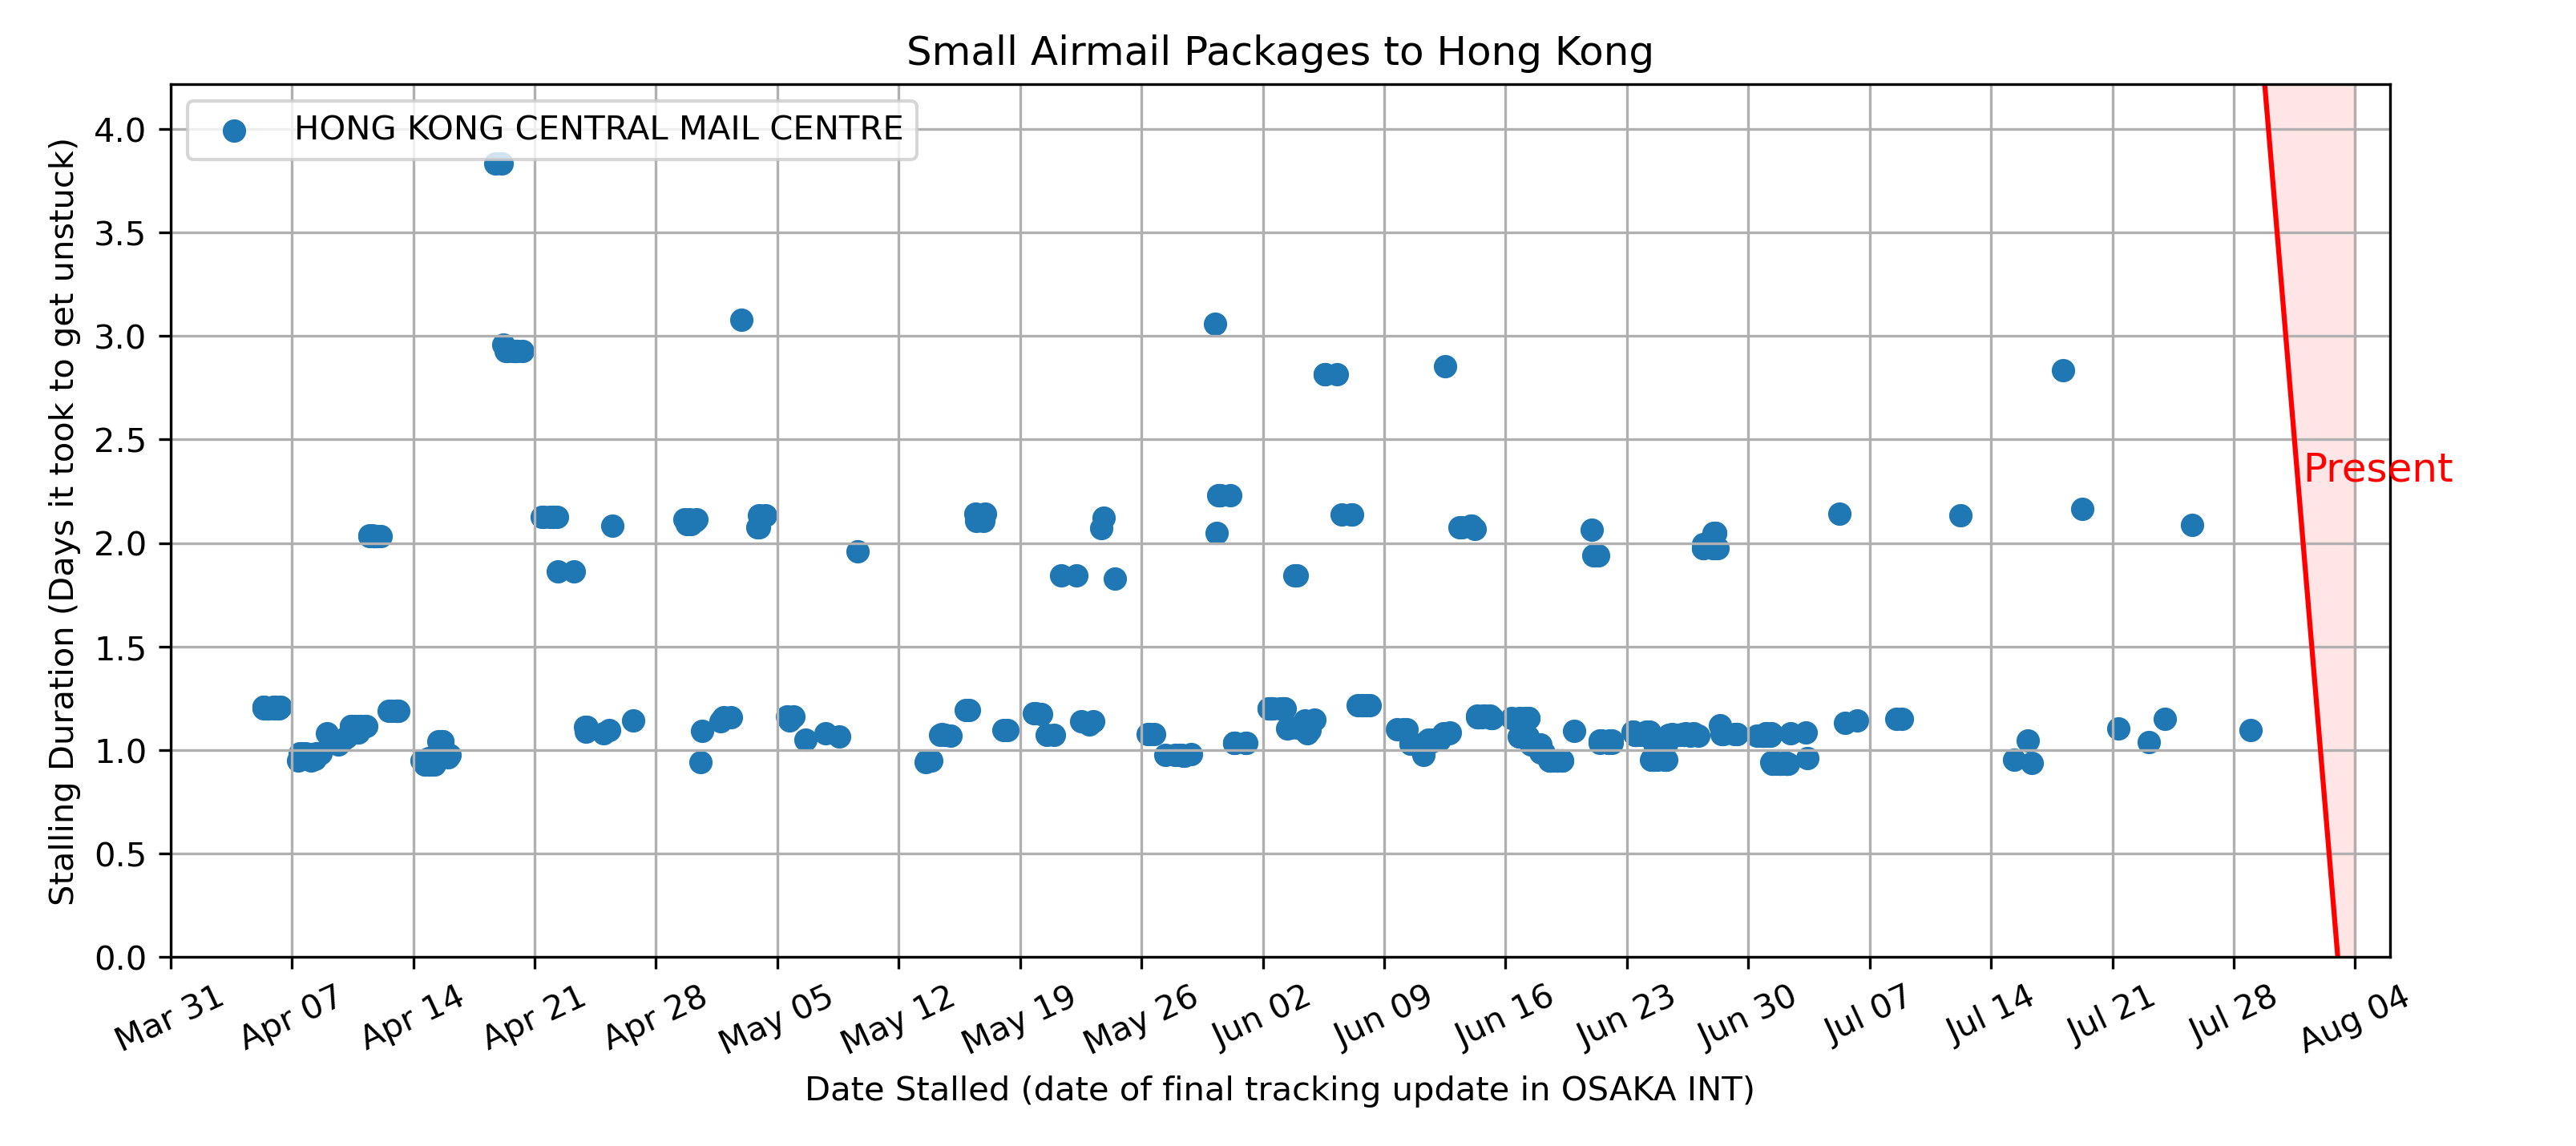 Small Airmail Packages to Hong Kong
HONG KONG CENTRAL MAIL CENTRE
Stalling Duration (Days it took to get unstuck)
4.0
3.5
3.0
2.5
2.0
1.5
1.0
0.5
0.0
Present
Mar 31
Apr 07
Apr 14
Apr 21
Apr 28
May 05
May 12
May 19
May 26
Jun 02
Jun 09
Jun 16
Jun 23
Jun 30
Jul 07
Jul 14
Jul 21
Jul 28
Aug 04
Date Stalled (date of final tracking update in OSAKA INT)